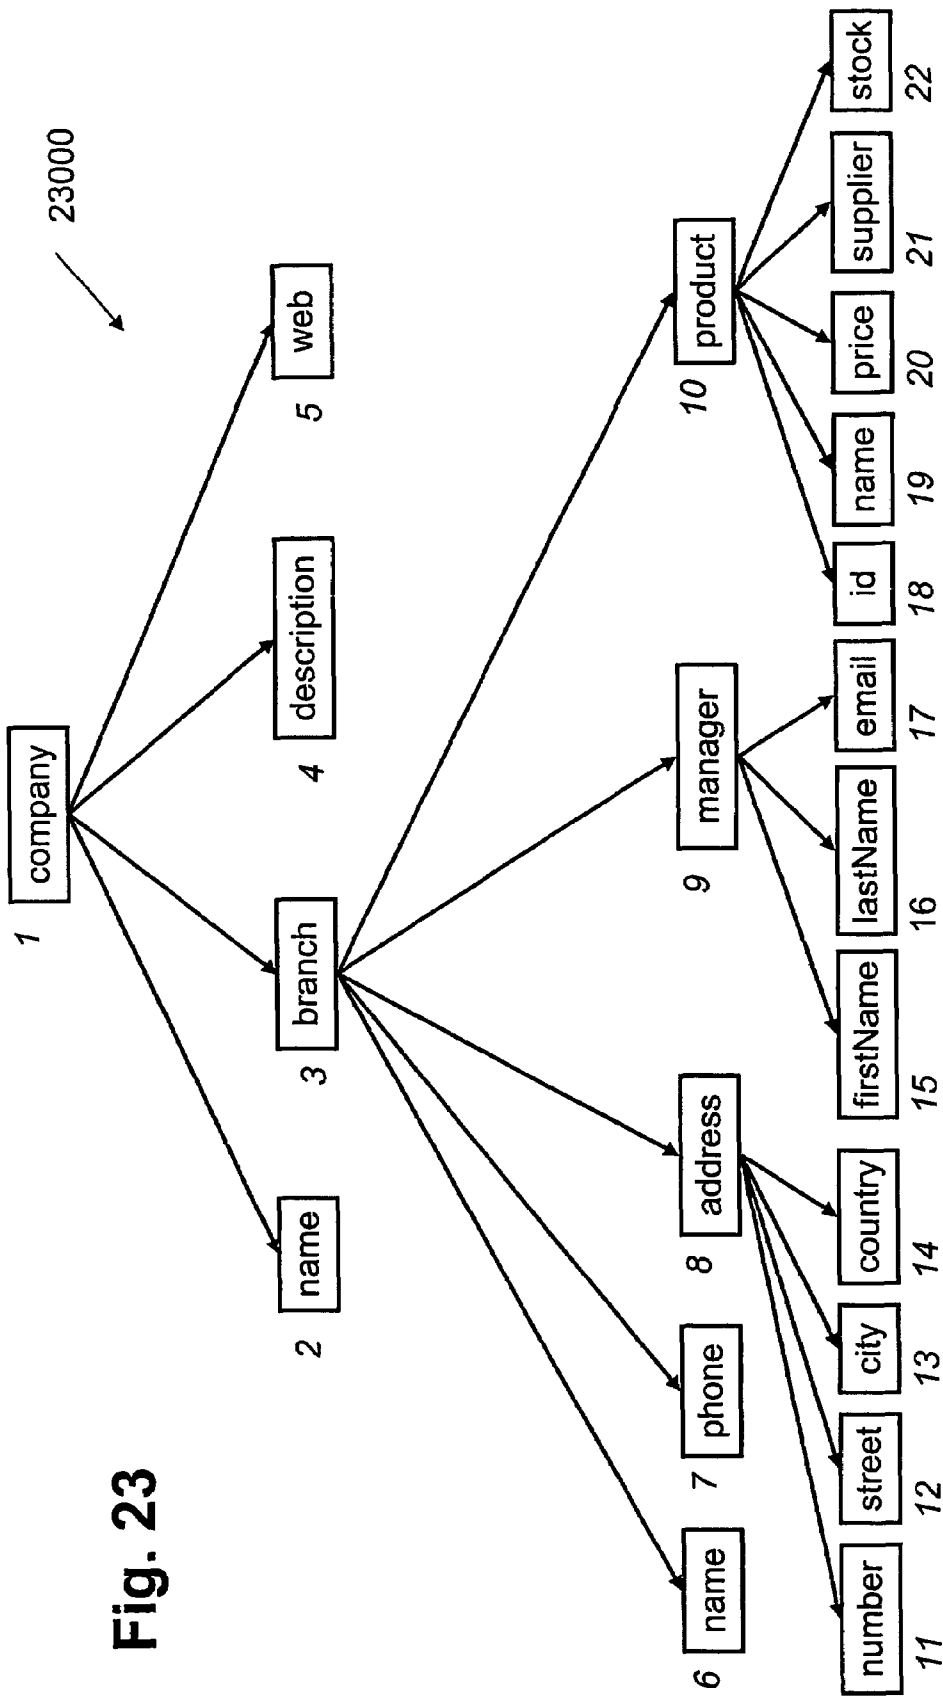 Fig. 23
23000
company
1
name
2
branch
3
description
4
web
5
name
6
phone
7
address
8
manager
9
product
10
number
11
street
12
city
13
country
14
firstName
15
lastName
16
email
17
id
18
name
19
price
20
supplier
21
stock
22